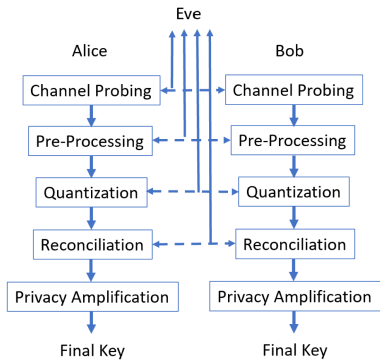 Eve
Alice
Bob
Channel Probing
Channel Probing
Pre-Processing
Pre-Processing
Quantization
Quantization
Reconciliation
Reconciliation
Privacy Amplification
Privacy Amplification
Final Key
Final Key